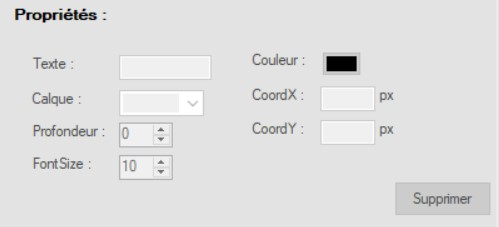 Propriétés :
Texte :
Couleur :
Calque :
CoordX :
px
Profondeur :
0
CoordY :
px
FontSize :
10
Supprimer